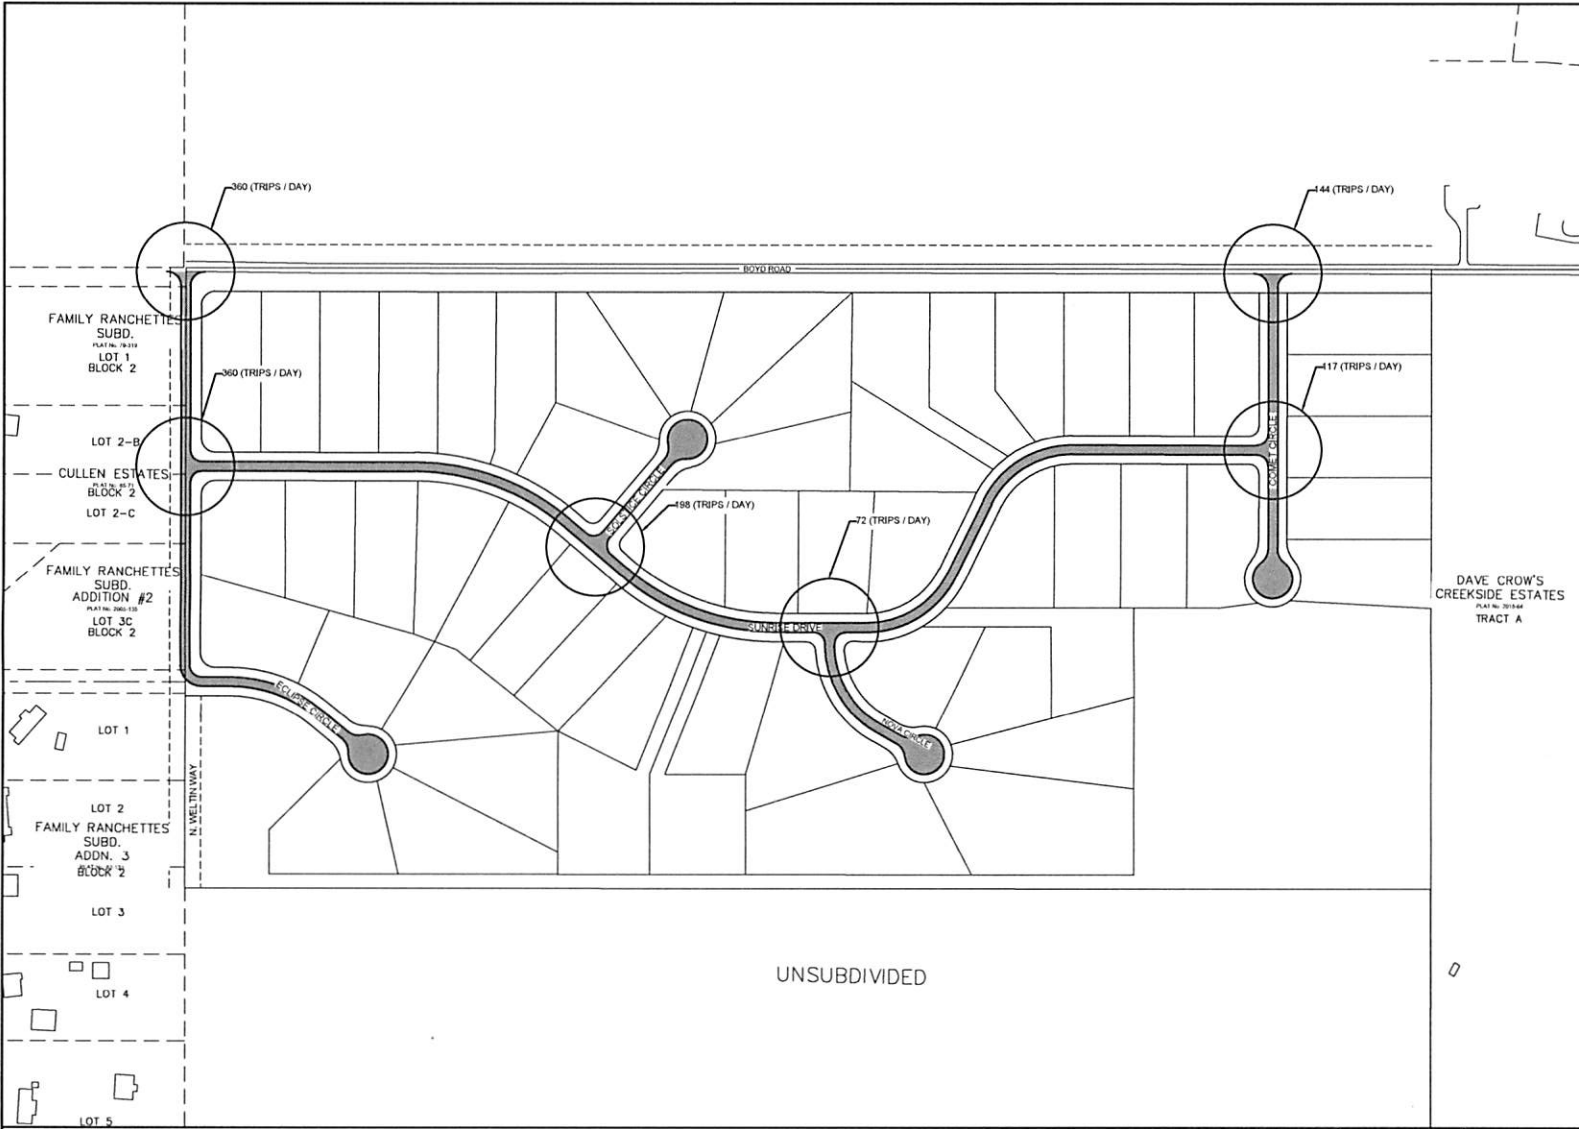 360 (TRIPS / DAY)
144 (TRIPS / DAY)
BOYD ROAD
FAMILY RANCHETTES
SUBD.
LOT 1
BLOCK 2
360 (TRIPS / DAY)
117 (TRIPS / DAY)
LOT 2-B
CULLEN ESTATES
BLOCK 2
LOT 2-C
COMET CIRCLE
SOLSTICE CIRCLE
198 (TRIPS / DAY)
72 (TRIPS / DAY)
FAMILY RANCHETTES
SUBD.
ADDITION #2
LOT 3C
BLOCK 2
DAVE CROW'S
CREEKSIDE ESTATES
TRACT A
SUNRISE DRIVE
ECLIPSE CIRCLE
NOVA CIRCLE
LOT 1
N. WELTIN WAY
LOT 2
FAMILY RANCHETTES
SUBD.
ADDN. 3
BLOCK 2
LOT 3
UNSUBDIVIDED
LOT 4
LOT 5